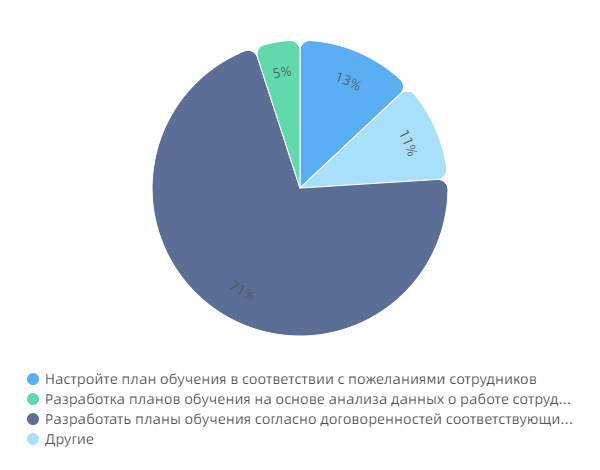 5%
13%
11%
71%
Настройте план обучения в соответствии с пожеланиями сотрудников
Разработка планов обучения на основе анализа данных о работе сотруд...
Разработать планы обучения согласно договоренностей соответствующи...
Другие